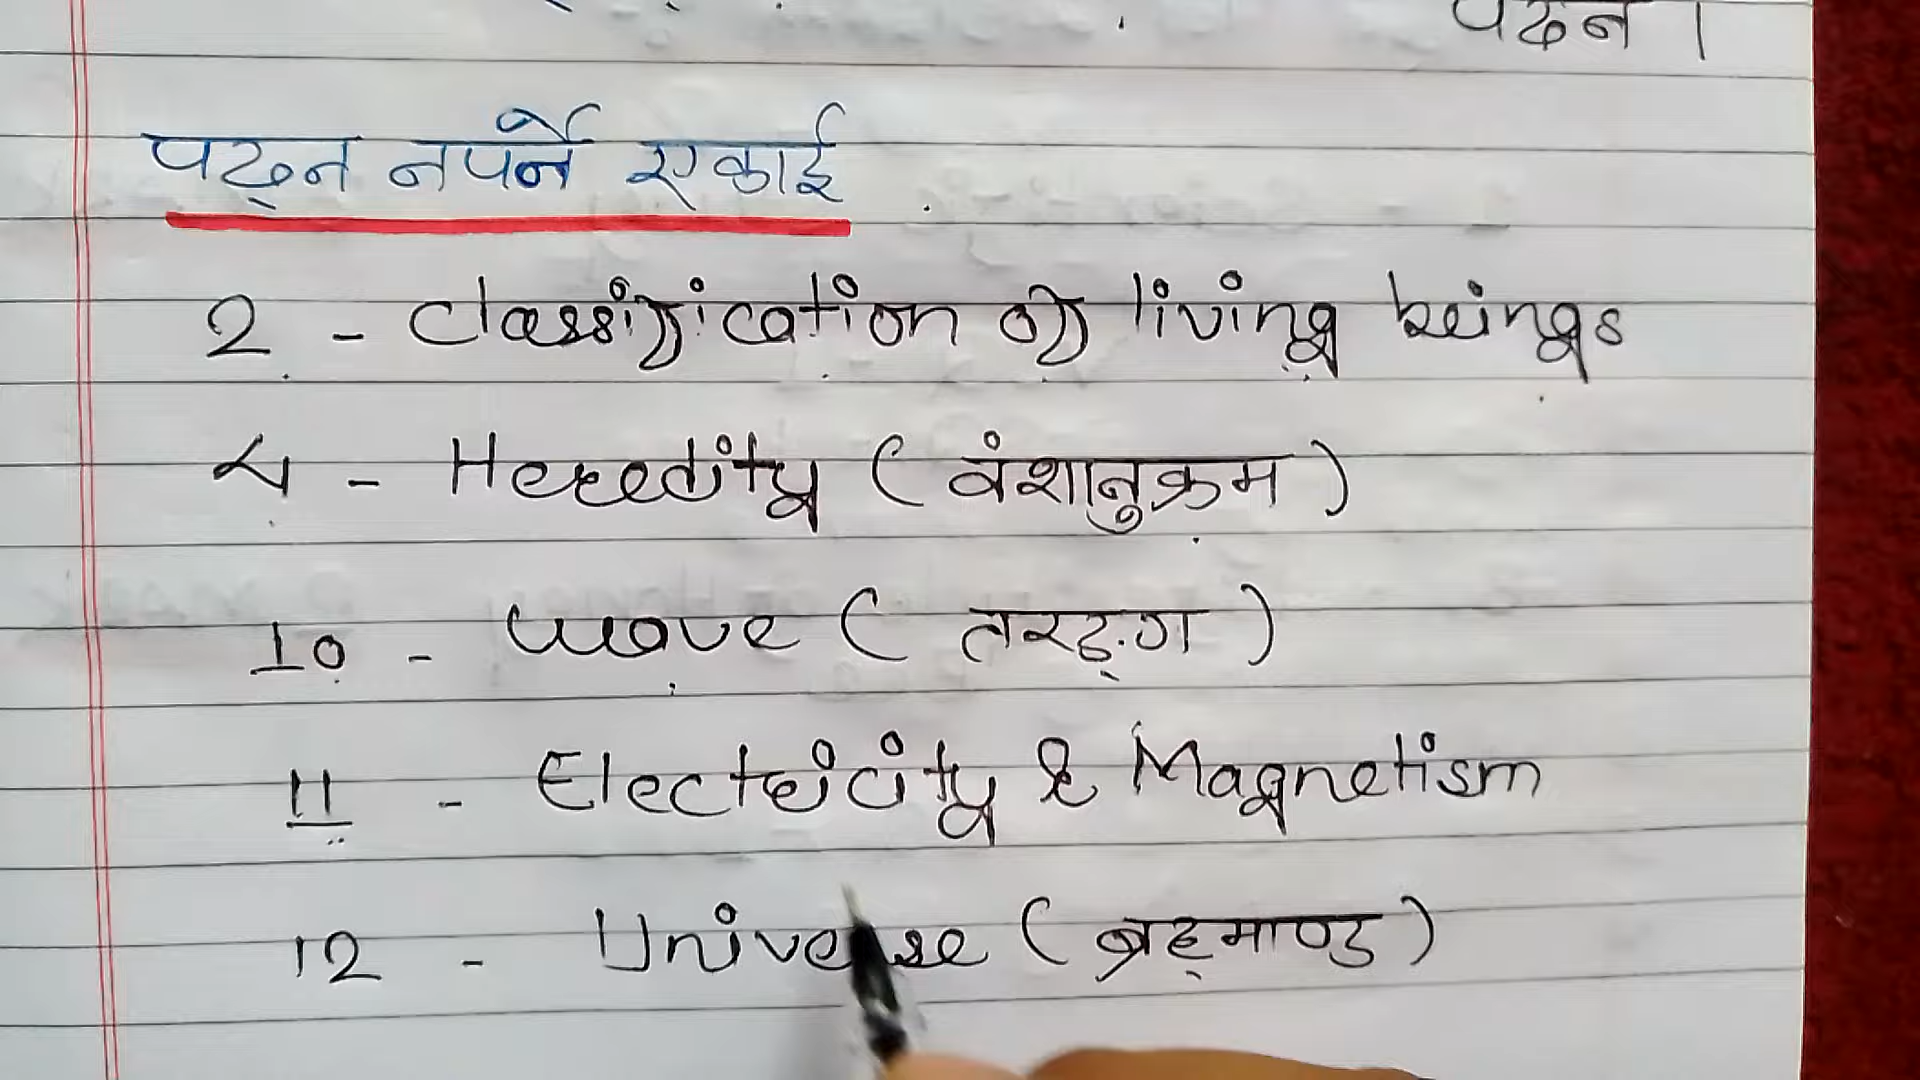 पढ्न ।
पढ्न नपर्ने एकाई
2 - Classification of living beings
4 - Heredity ( वंशानुक्रम )
10 - wave ( तरङ्ग )
11 - Electricity & Magnetism
12 - Universe ( ब्रह्माण्ड )